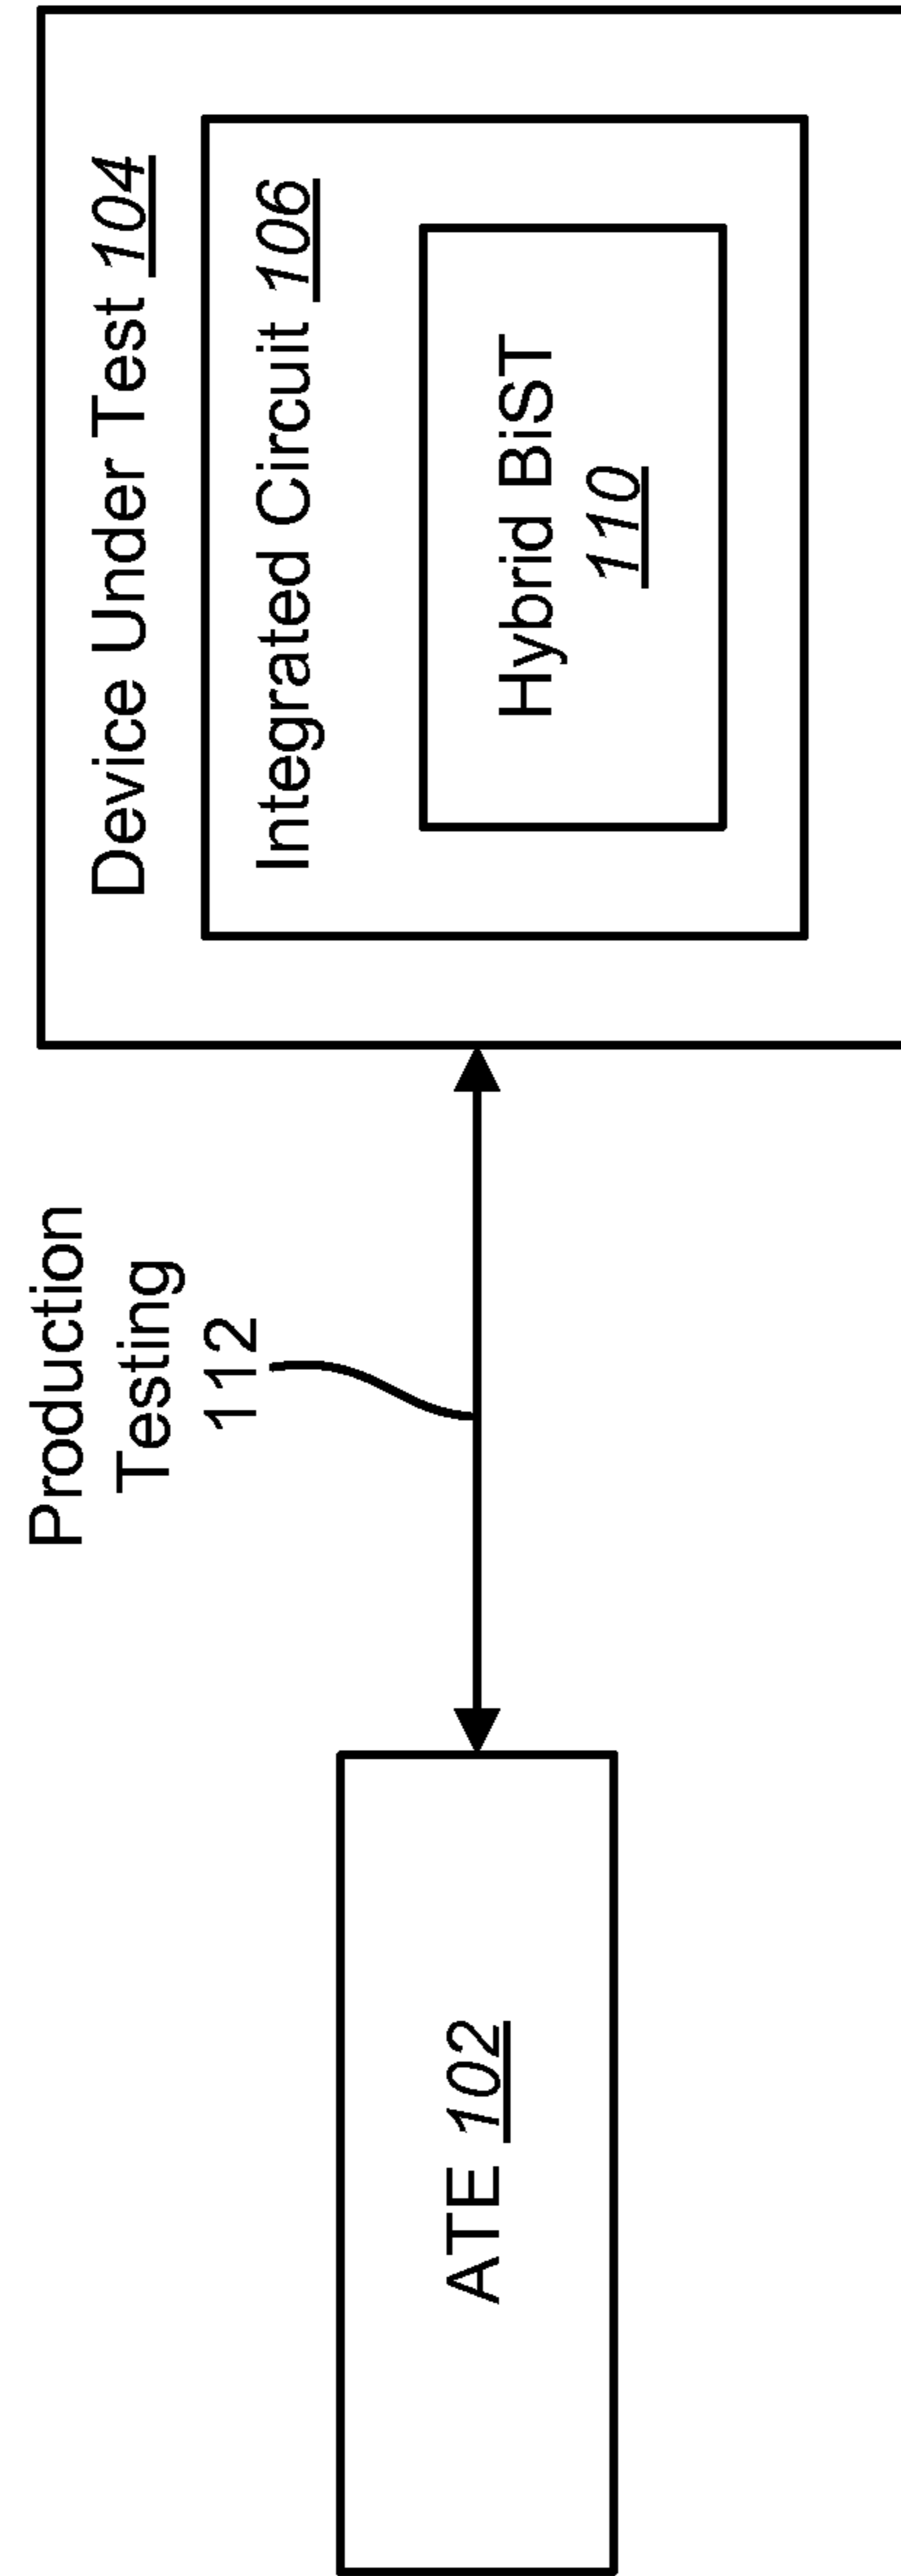 Production
Testing
112
ATE 102
Device Under Test 104
Integrated Circuit 106
Hybrid BiST
110